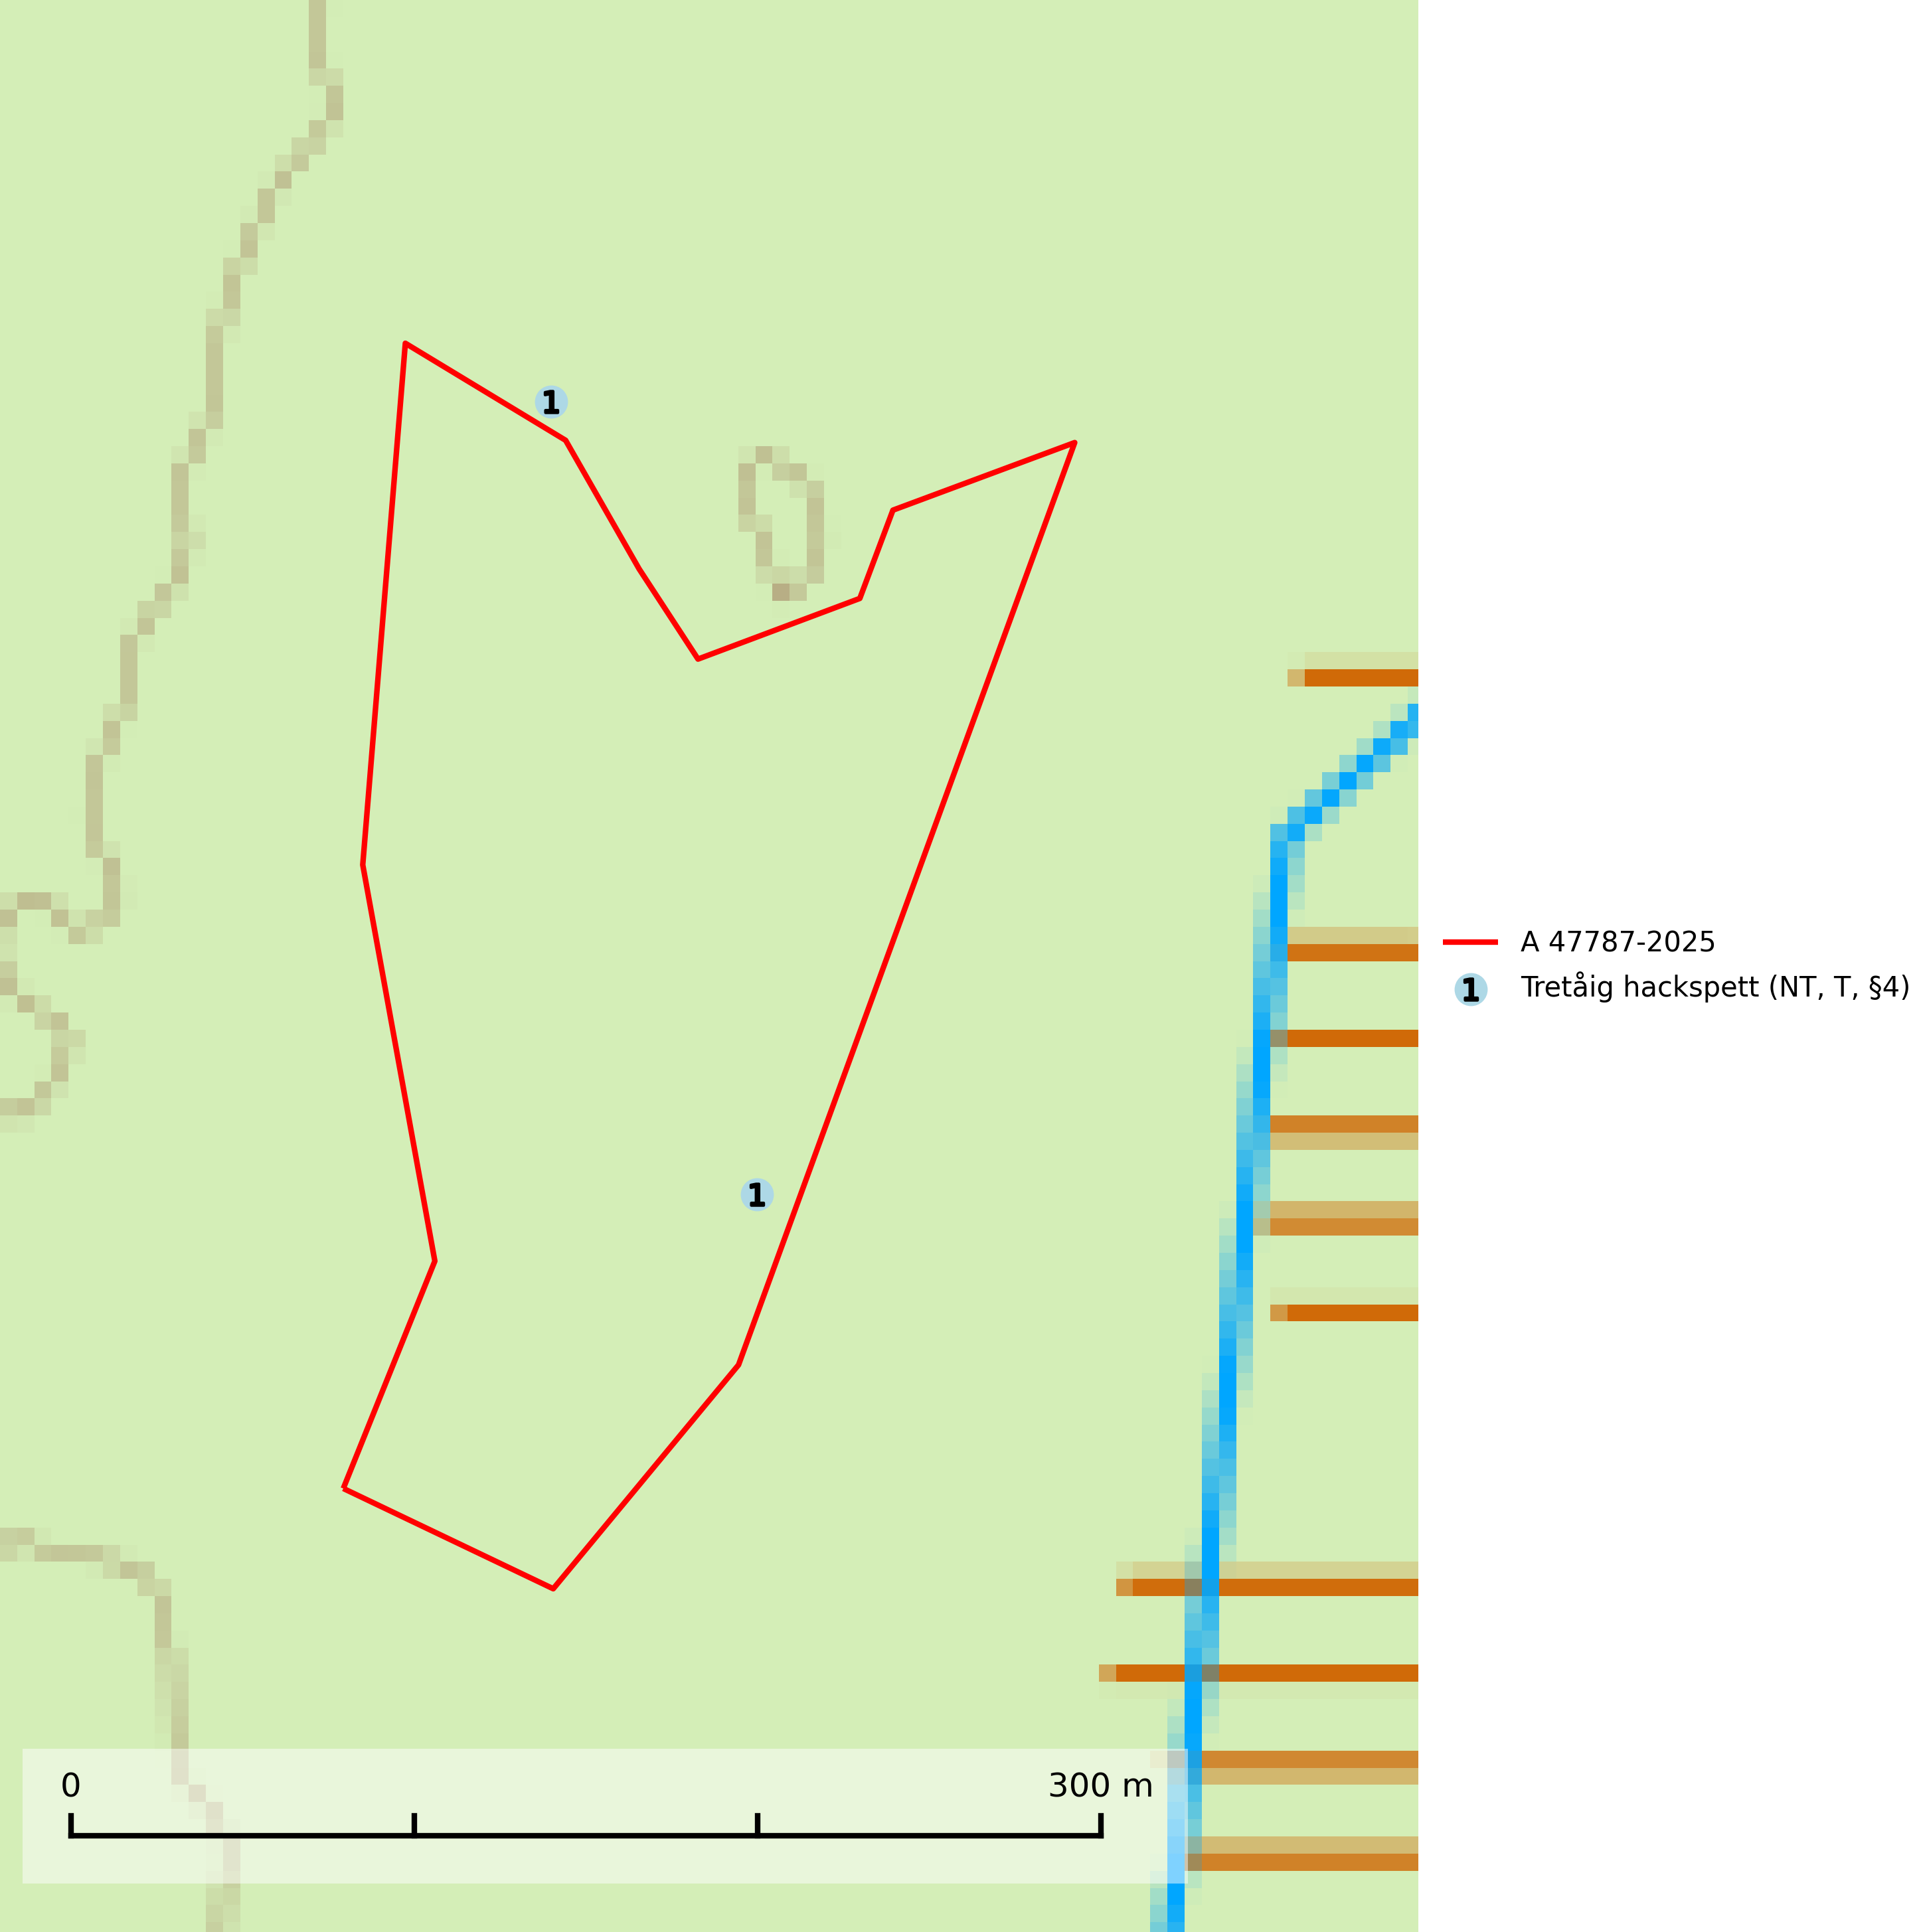 1
1
A 47787-2025
1 Tretåig hackspett (NT, T, §4)
0 300 m